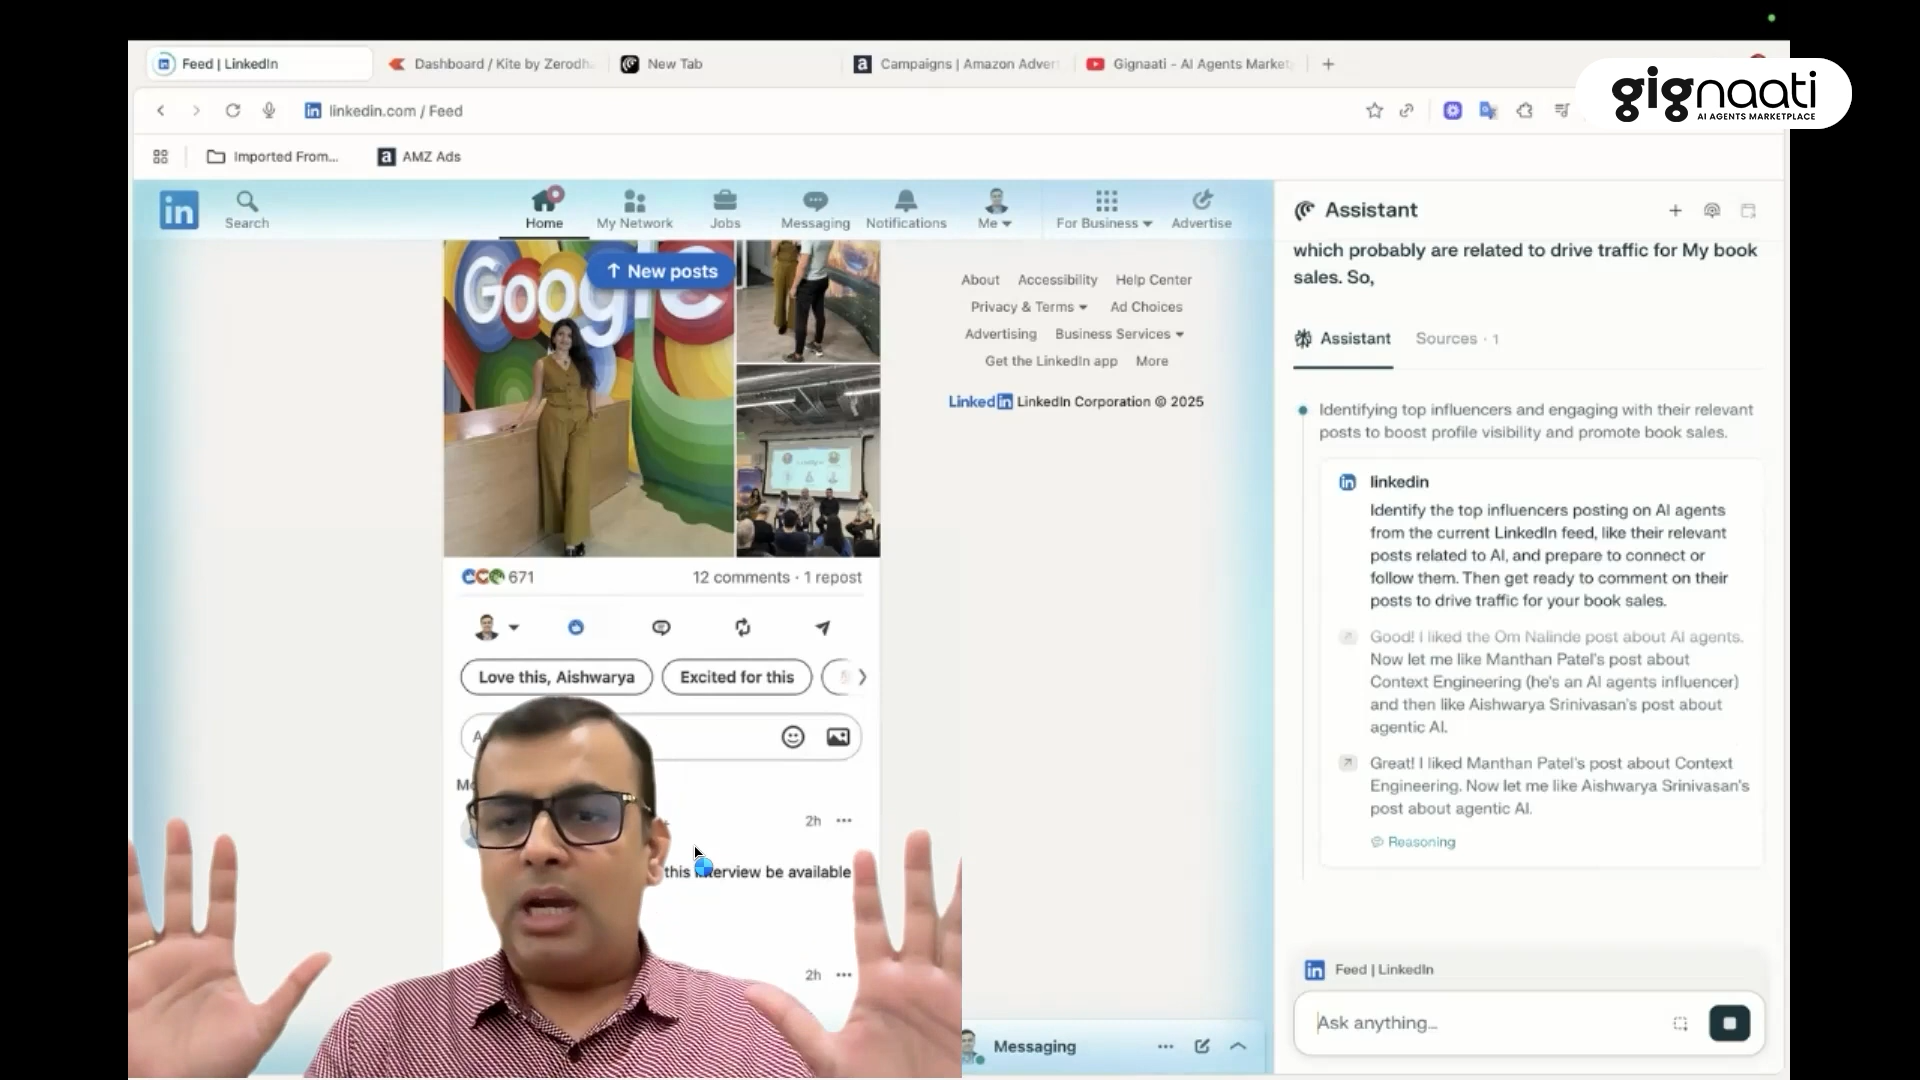 Feed | LinkedIn
Dashboard / Kite by Zerodh
New Tab
Campaigns | Amazon Advert
Gignaati - AI Agents Market
gignaati
AI AGENTS MARKETPLACE
linkedin.com / Feed
Imported From...
AMZ Ads
in
Search
Home
My Network
Jobs
Messaging
Notifications
Me
For Business
Advertise
Google
New posts
671
12 comments · 1 repost
Love this, Aishwarya
Excited for this
2h
this interview be available
2h
About Accessibility Help Center
Privacy & Terms Ad Choices
Advertising Business Services
Get the LinkedIn app More
LinkedIn LinkedIn Corporation © 2025
Messaging
Assistant
which probably are related to drive traffic for My book
sales. So,
Assistant
Sources · 1
Identifying top influencers and engaging with their relevant
posts to boost profile visibility and promote book sales.
linkedin
Identify the top influencers posting on AI agents
from the current LinkedIn feed, like their relevant
posts related to AI, and prepare to connect or
follow them. Then get ready to comment on their
posts to drive traffic for your book sales.
Good! I liked the Om Nalinde post about AI agents.
Now let me like Manthan Patel's post about
Context Engineering (he's an AI agents influencer)
and then like Aishwarya Srinivasan's post about
agentic AI.
Great! I liked Manthan Patel's post about Context
Engineering. Now let me like Aishwarya Srinivasan's
post about agentic AI.
Reasoning
Feed | LinkedIn
Ask anything...